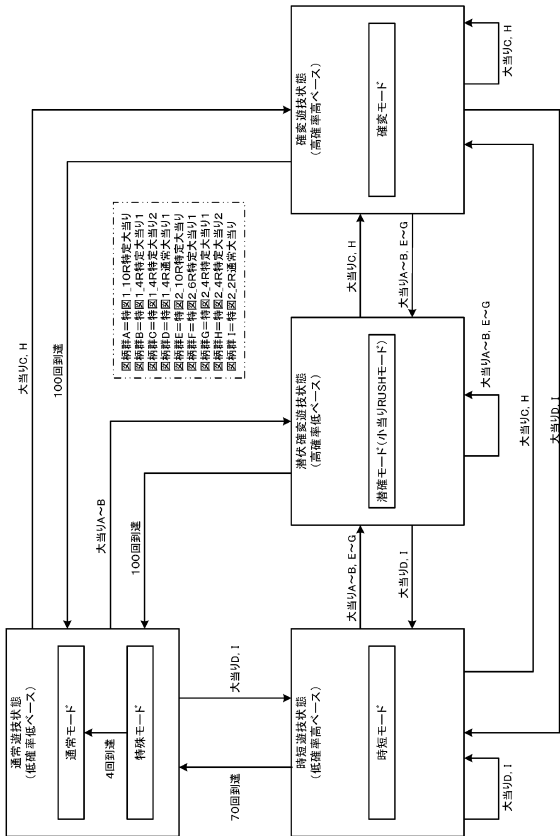 通常遊技状態
(低確率低ベース)
通常モード
4回到達
特殊モード
大当りC, H
100回到達
大当りA～B
100回到達
大当りD, I
70回到達
図柄群A=特図1_10R特定大当り
図柄群B=特図1_4R特定大当り1
図柄群C=特図1_4R特定大当り2
図柄群D=特図1_4R通常大当り1
図柄群E=特図2_10R特定大当り
図柄群F=特図2_6R特定大当り1
図柄群G=特図2_4R特定大当り1
図柄群H=特図2_4R特定大当り2
図柄群I=特図2_2R通常大当り
時短遊技状態
(低確率高ベース)
時短モード
大当りD, I
大当りA～B, E～G
大当りD, I
潜伏確変遊技状態
(高確率低ベース)
潜確モード(小当りRUSHモード)
大当りA～B, E～G
大当りC, H
大当りA～B, E～G
確変遊技状態
(高確率高ベース)
確変モード
大当りC, H
大当りC, H
大当りD, I